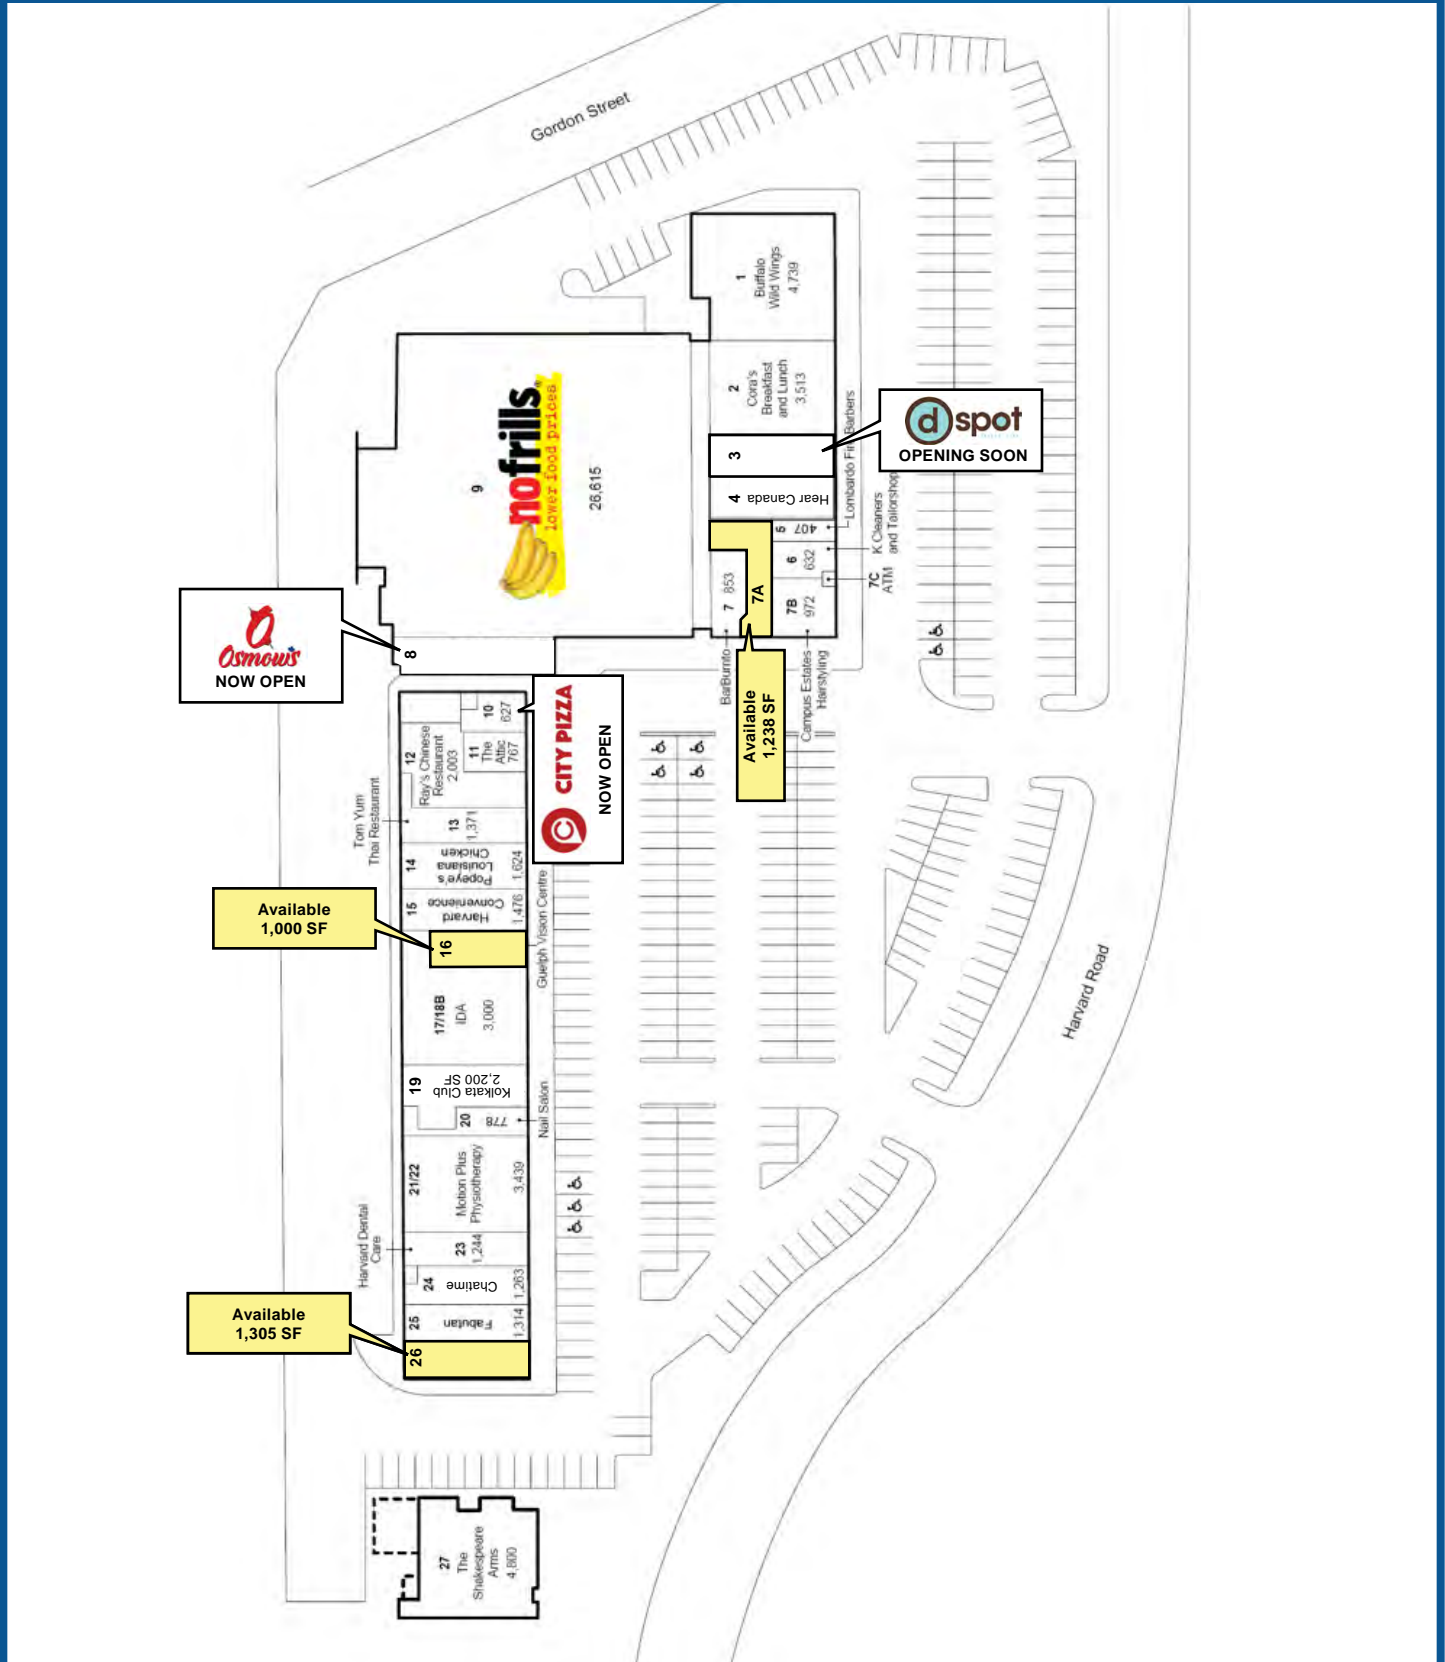 Gordon Street
1
Buffalo
Wild Wings
4,739
2
Cora's
Breakfast
and Lunch
3,513
3
d spot
OPENING SOON
4
Hear Canada
5
407
Lombardo Fine Barbers
6
632
K Cleaners
and Tailorshop
7C
ATM
7
853
BarBurrito
7A
Available
1,238 SF
7B
972
Campus Estates
Hairstyling
9
nofrills®
lower food prices
26,615
8
Osmow's
NOW OPEN
10
627
CITY PIZZA
NOW OPEN
11
The
Attic
767
12
Ray's Chinese
Restaurant
2,003
Tom Yum
Thai Restaurant
13
1,371
14
Popeye's
Louisiana
Chicken
1,624
15
Harvard
Convenience
1,476
Available
1,000 SF
16
Guelph Vision Centre
17/18B
IDA
3,000
19
Kolkata Club
2,200 SF
20
778
Nail Salon
21/22
Motion Plus
Physiotherapy
3,439
Harvard Dental
Care
23
1,244
24
Chatime
1,263
25
1,314
Available
1,305 SF
26
27
The
Shakespeare
Arms
4,800
Harvard Road